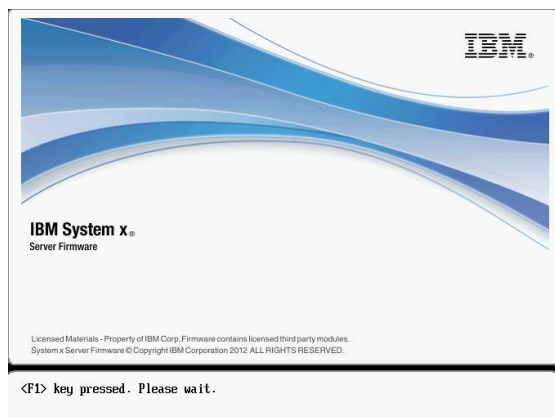 IBM®
IBM System x®
Server Firmware
Licensed Materials - Property of IBM Corp. Firmware contains licensed third party modules.
System x Server Firmware © Copyright IBM Corporation 2012 ALL RIGHTS RESERVED.
<F1> key pressed. Please wait.